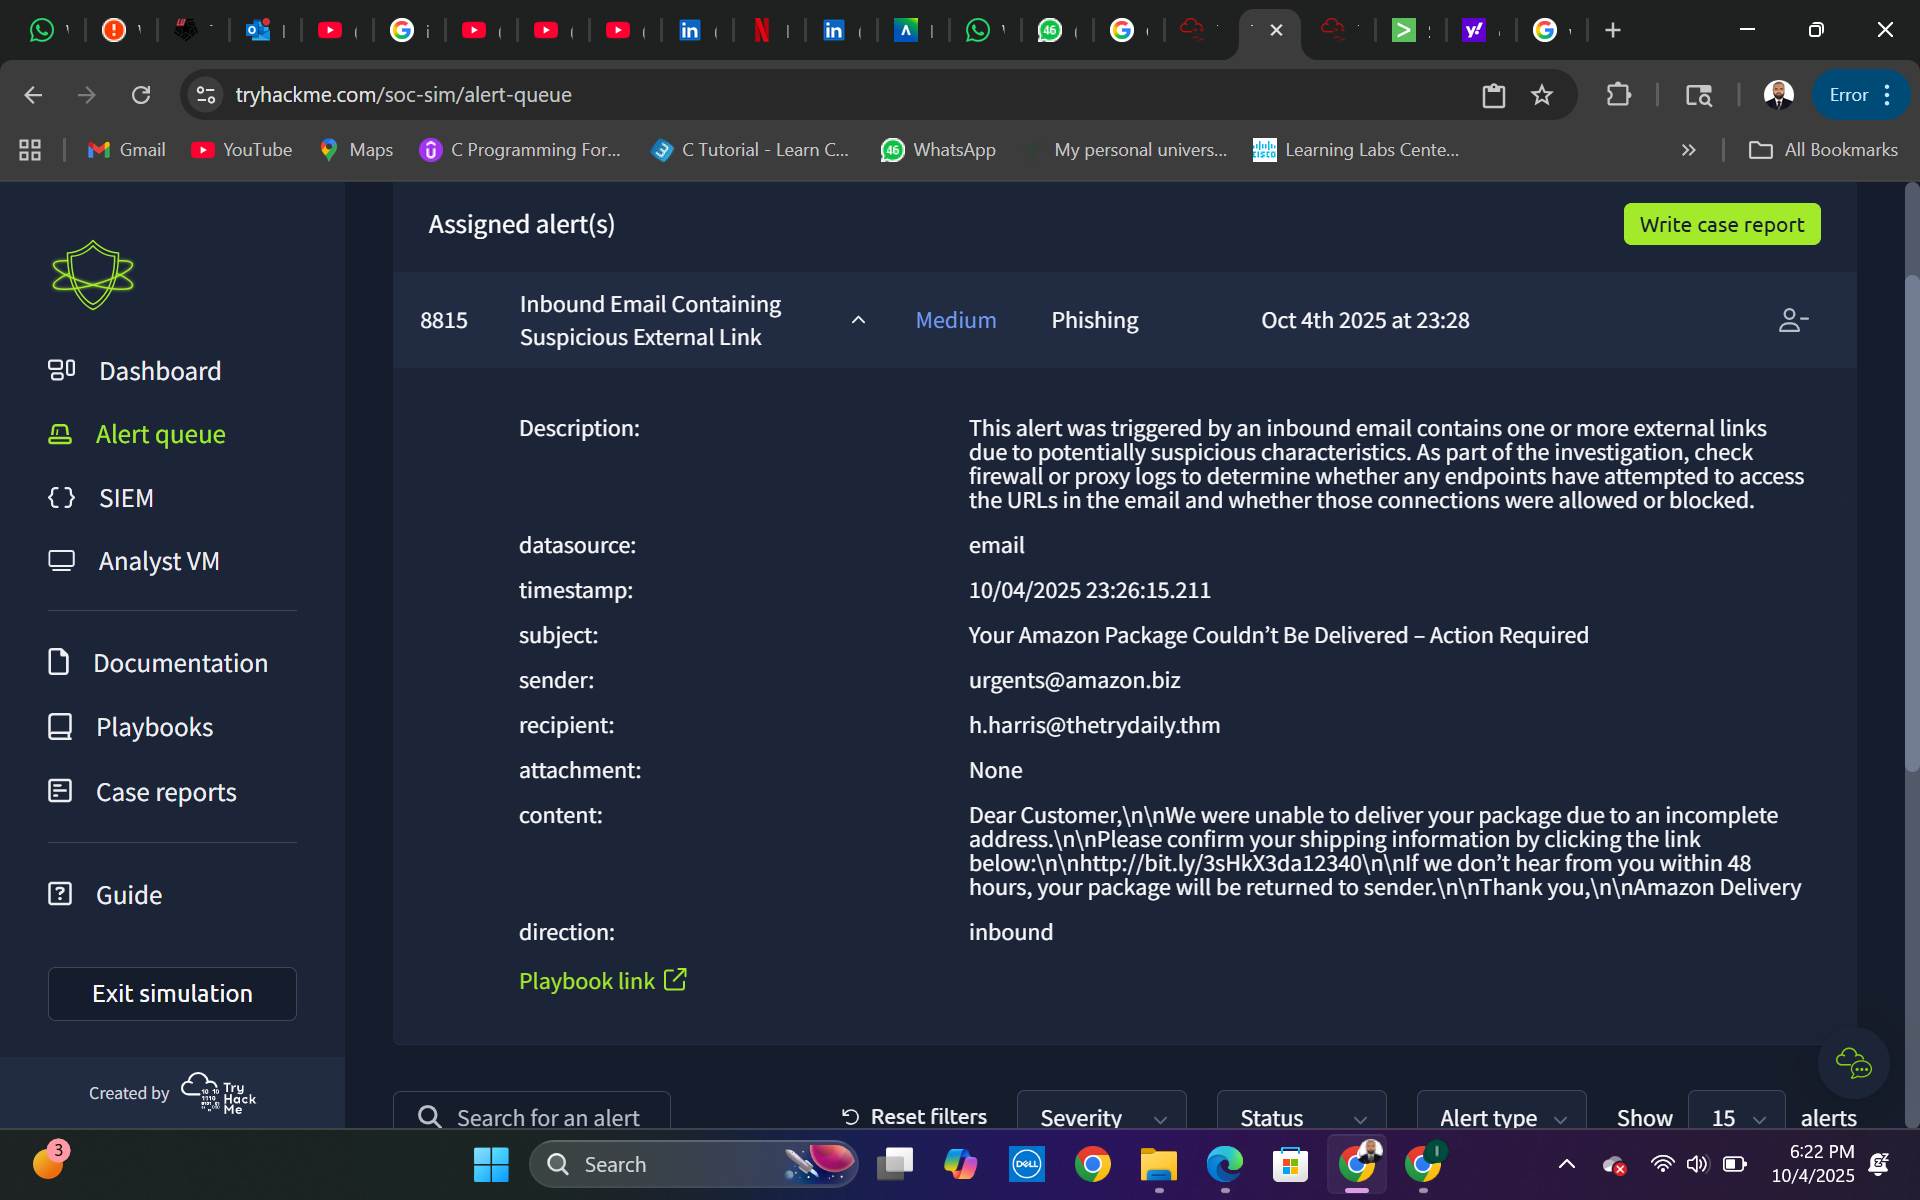 tryhackme.com/soc-sim/alert-queue
Error
Gmail
YouTube
Maps
C Programming For...
C Tutorial - Learn C...
46
WhatsApp
My personal univers...
Learning Labs Cente...
All Bookmarks
Assigned alert(s)
Write case report
8815
Inbound Email Containing
Suspicious External Link
Medium
Phishing
Oct 4th 2025 at 23:28
Dashboard
Alert queue
SIEM
Analyst VM
Documentation
Playbooks
Case reports
Guide
Exit simulation
Created by
Try
Hack
Me
Description:
This alert was triggered by an inbound email contains one or more external links
due to potentially suspicious characteristics. As part of the investigation, check
firewall or proxy logs to determine whether any endpoints have attempted to access
the URLs in the email and whether those connections were allowed or blocked.
datasource:
email
timestamp:
10/04/2025 23:26:15.211
subject:
Your Amazon Package Couldn’t Be Delivered – Action Required
sender:
urgents@amazon.biz
recipient:
h.harris@thetrydaily.thm
attachment:
None
content:
Dear Customer,\n\nWe were unable to deliver your package due to an incomplete
address.\n\nPlease confirm your shipping information by clicking the link
below:\n\nhttp://bit.ly/3sHkX3da12340\n\nIf we don’t hear from you within 48
hours, your package will be returned to sender.\n\nThank you,\n\nAmazon Delivery
direction:
inbound
Playbook link
Search for an alert
Reset filters
Severity
Status
Alert type
Show
15
alerts
3
Search
DELL
6:22 PM
10/4/2025